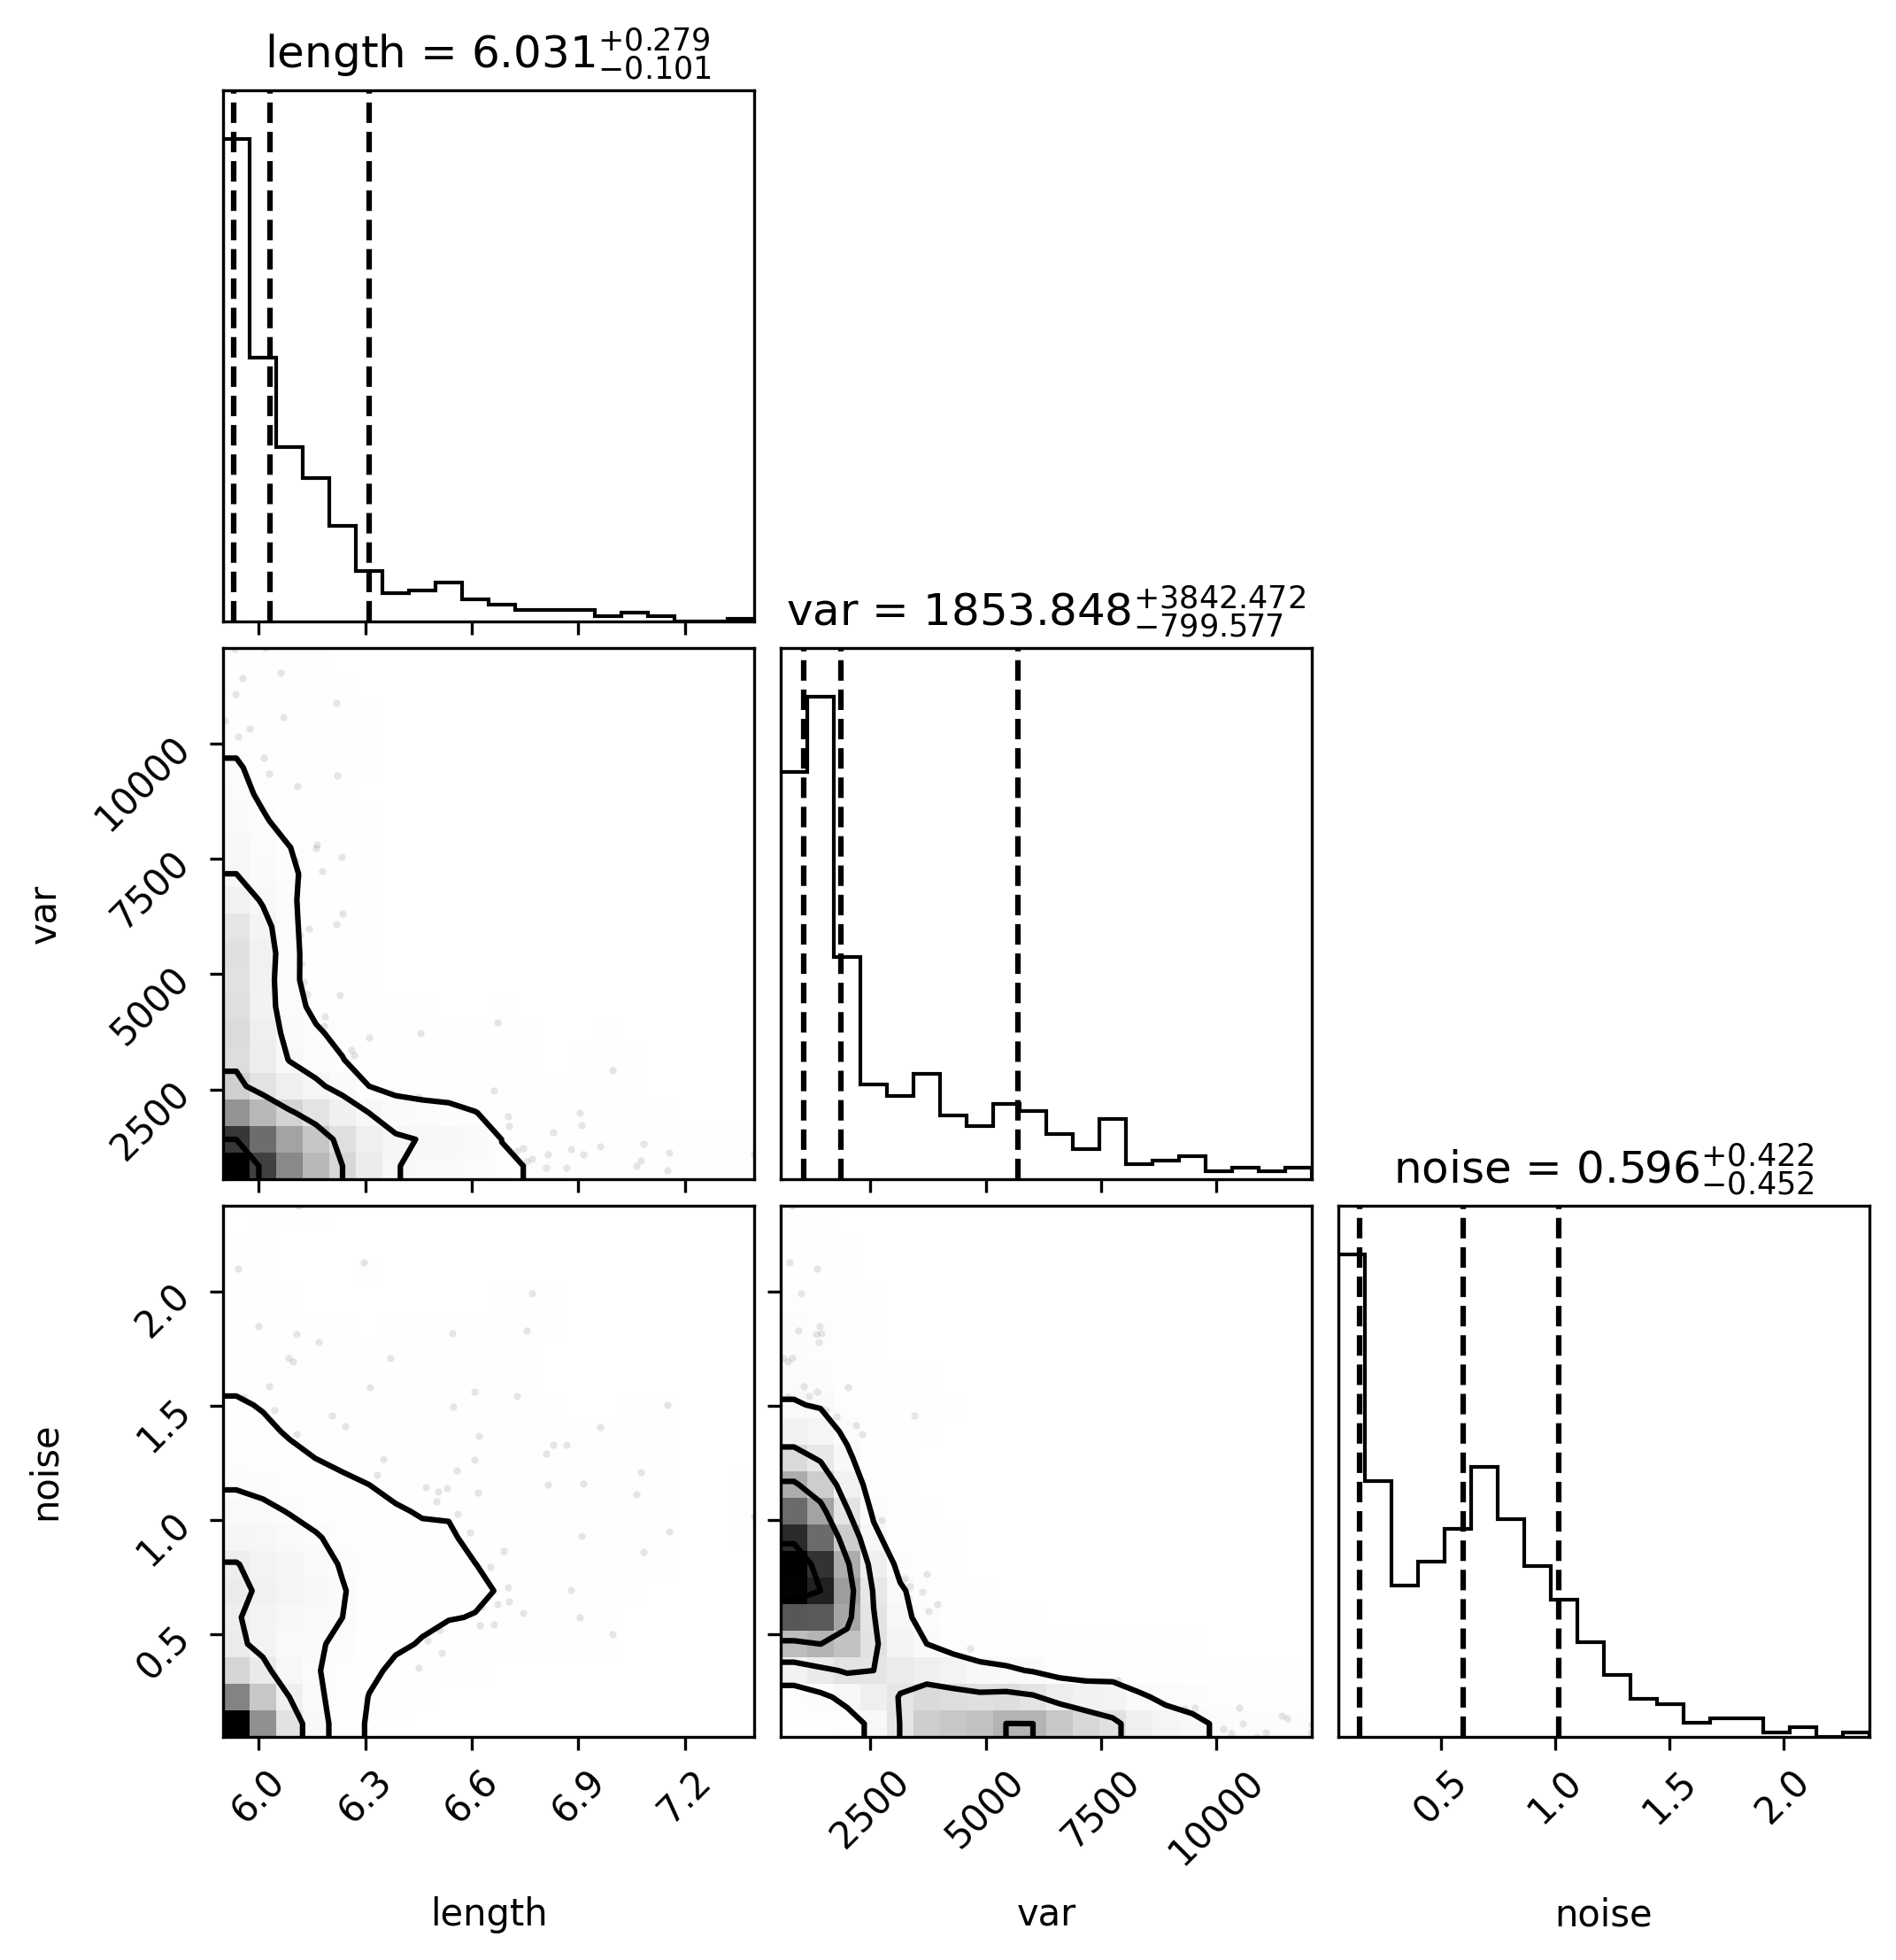 length = 6.031 +0.279 −0.101
var = 1853.848 +3842.472 −799.577
var
10000
7500
5000
2500
noise = 0.596 +0.422 −0.452
noise
2.0
1.5
1.0
0.5
6.0 6.3 6.6 6.9 7.2
2500 5000 7500 10000
0.5 1.0 1.5 2.0
length var noise